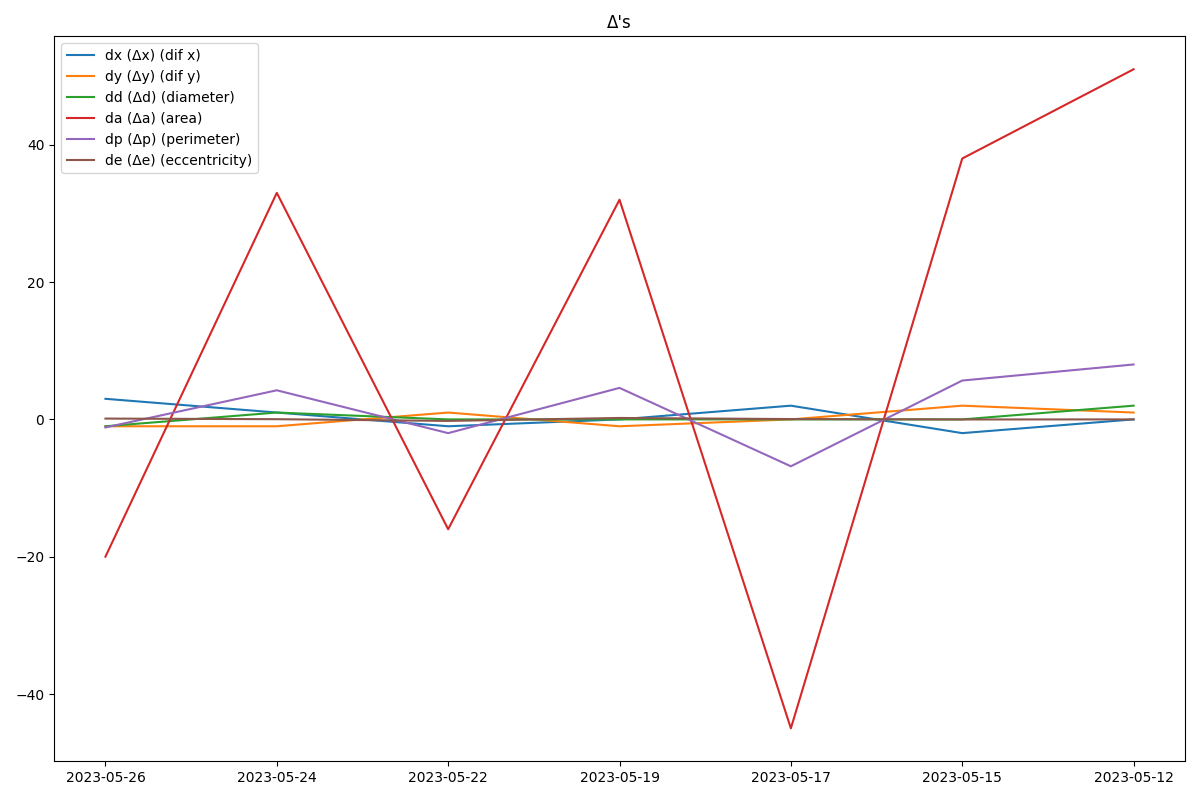 Δ's
dx (Δx) (dif x)
dy (Δy) (dif y)
dd (Δd) (diameter)
da (Δa) (area)
dp (Δp) (perimeter)
de (Δe) (eccentricity)
40
20
0
−20
−40
2023-05-26 2023-05-24 2023-05-22 2023-05-19 2023-05-17 2023-05-15 2023-05-12